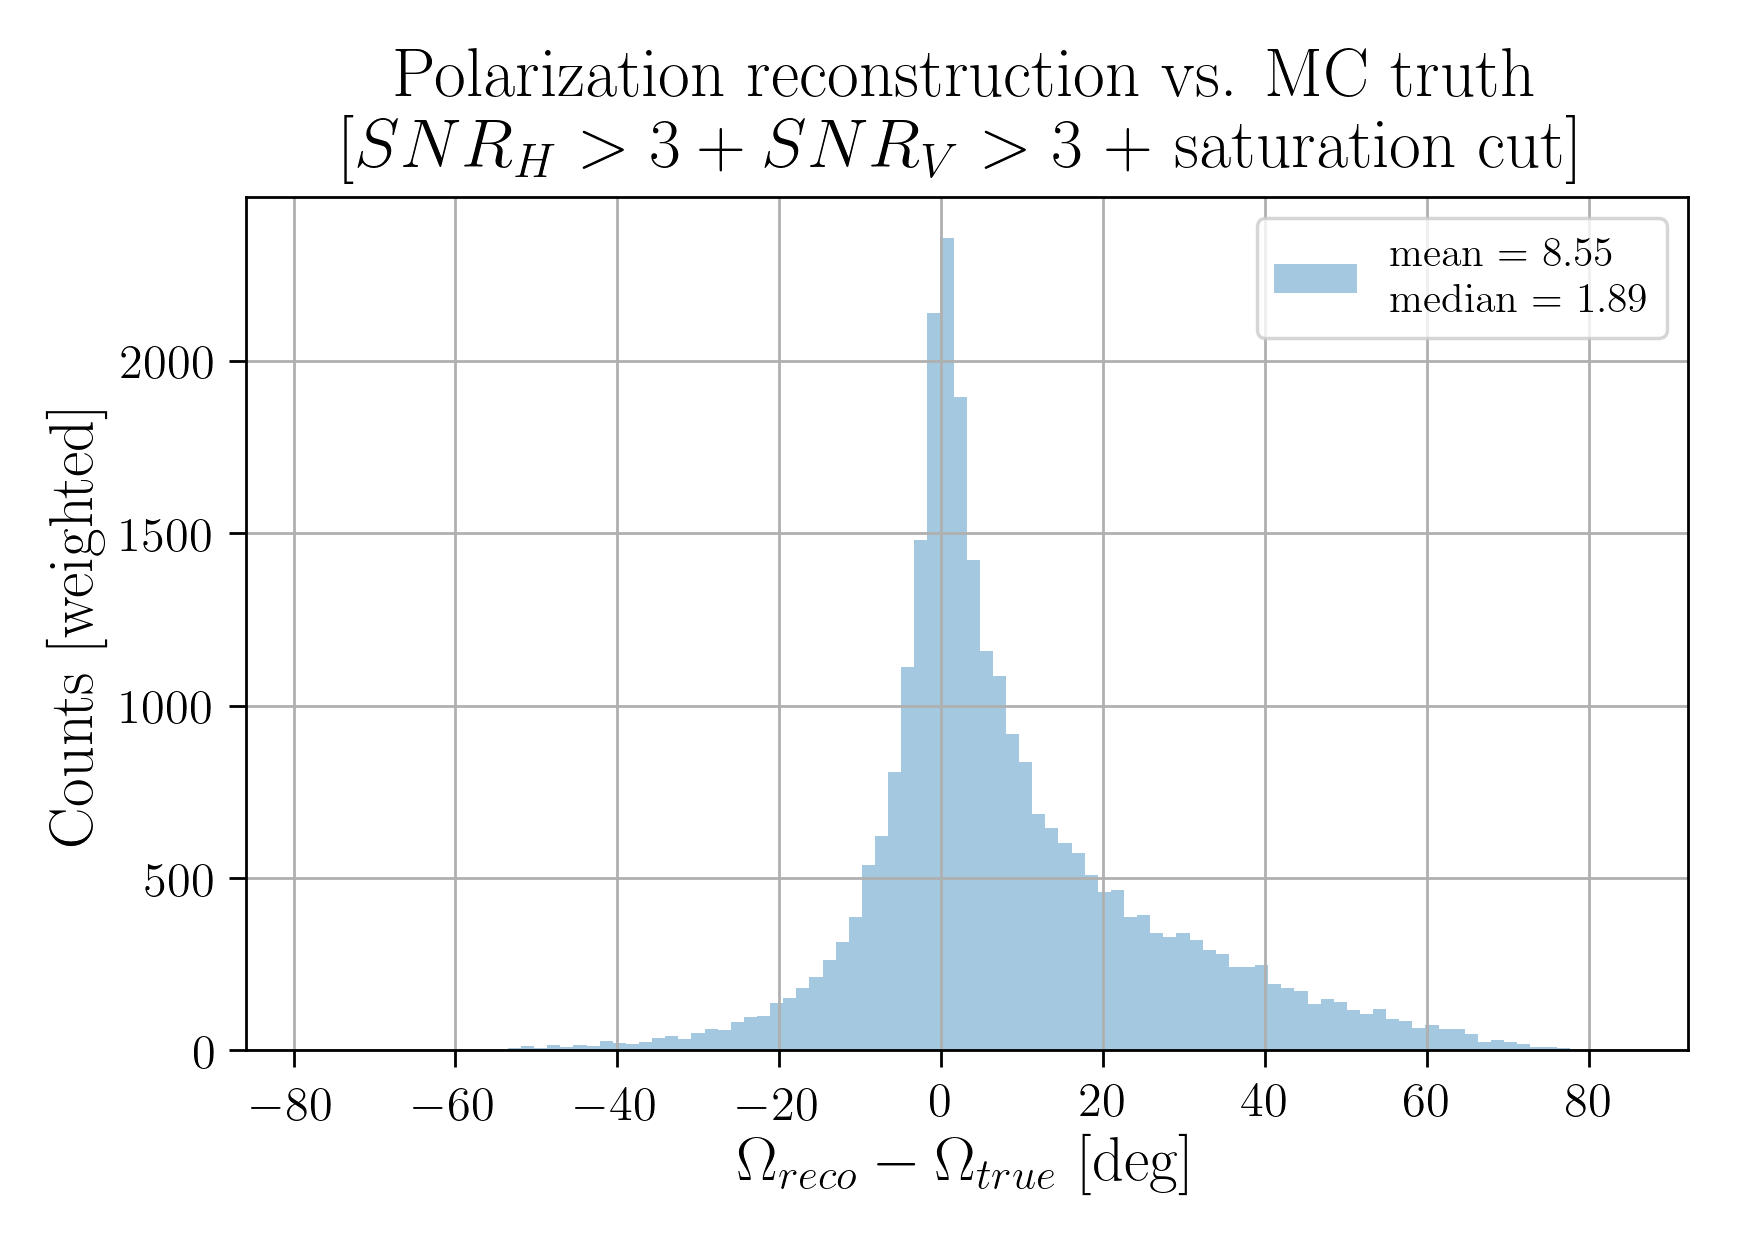 Polarization reconstruction vs. MC truth
[SNR_H > 3 + SNR_V > 3 + saturation cut]
mean = 8.55
median = 1.89
Counts [weighted]
2000
1500
1000
500
0
−80 −60 −40 −20 0 20 40 60 80
Ω_reco − Ω_true [deg]